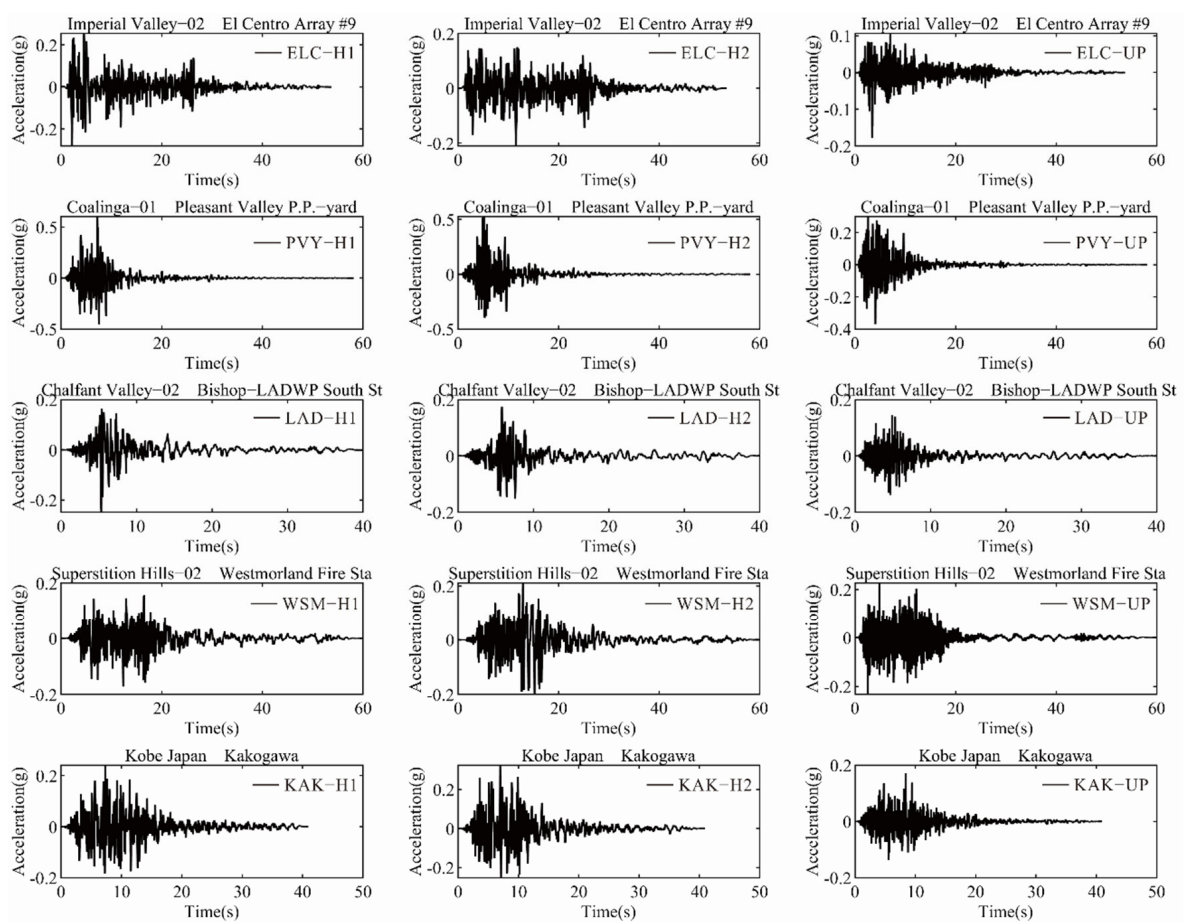 Imperial Valley−02 El Centro Array #9
Imperial Valley−02 El Centro Array #9
Imperial Valley−02 El Centro Array #9
Acceleration(g)
0.2
0
-0.2
ELC−H1
0 20 40 60
Time(s)
Acceleration(g)
0.2
0
-0.2
ELC−H2
0 20 40 60
Time(s)
Acceleration(g)
0.1
0
-0.1
-0.2
ELC−UP
0 20 40 60
Time(s)
Coalinga−01 Pleasant Valley P.P.−yard
Coalinga−01 Pleasant Valley P.P.−yard
Coalinga−01 Pleasant Valley P.P.−yard
Acceleration(g)
0.5
0
-0.5
PVY−H1
0 20 40 60
Time(s)
Acceleration(g)
0.5
0
-0.5
PVY−H2
0 20 40 60
Time(s)
Acceleration(g)
0.2
0
-0.2
-0.4
PVY−UP
0 20 40 60
Time(s)
Chalfant Valley−02 Bishop−LADWP South St
Chalfant Valley−02 Bishop−LADWP South St
Chalfant Valley−02 Bishop−LADWP South St
Acceleration(g)
0.2
0
-0.2
LAD−H1
0 10 20 30 40
Time(s)
Acceleration(g)
0.2
0
-0.2
LAD−H2
0 10 20 30 40
Time(s)
Acceleration(g)
0.2
0
-0.2
LAD−UP
0 10 20 30 40
Time(s)
Superstition Hills−02 Westmorland Fire Sta
Superstition Hills−02 Westmorland Fire Sta
Superstition Hills−02 Westmorland Fire Sta
Acceleration(g)
0.2
0
-0.2
WSM−H1
0 20 40 60
Time(s)
Acceleration(g)
0.2
0
-0.2
WSM−H2
0 20 40 60
Time(s)
Acceleration(g)
0.2
0
-0.2
WSM−UP
0 20 40 60
Time(s)
Kobe Japan Kakogawa
Kobe Japan Kakogawa
Kobe Japan Kakogawa
Acceleration(g)
0.2
0
-0.2
KAK−H1
0 10 20 30 40 50
Time(s)
Acceleration(g)
0.2
0
-0.2
KAK−H2
0 10 20 30 40 50
Time(s)
Acceleration(g)
0.2
0
-0.2
KAK−UP
0 10 20 30 40 50
Time(s)